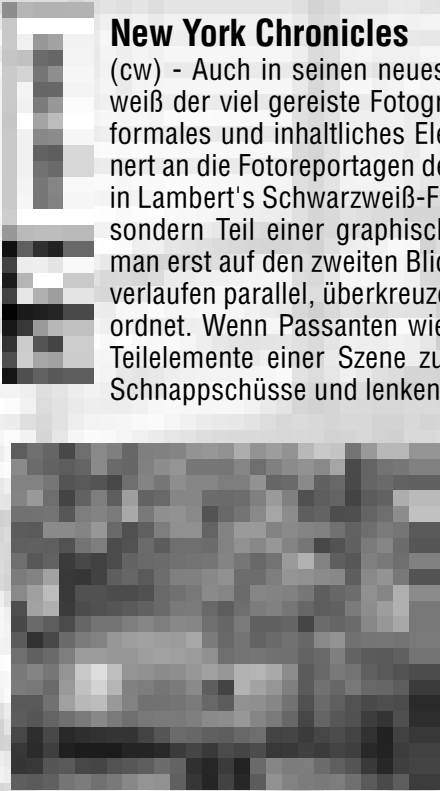 New York Chronicles
(cw) - Auch in seinen neues
weiß der viel gereiste Fotogr
formales und inhaltliches Ele
nert an die Fotoreportagen de
in Lambert's Schwarzweiß-F
sondern Teil einer graphisch
man erst auf den zweiten Blic
verlaufen parallel, überkreuze
ordnet. Wenn Passanten wie
Teilelemente einer Szene zu
Schnappschüsse und lenken